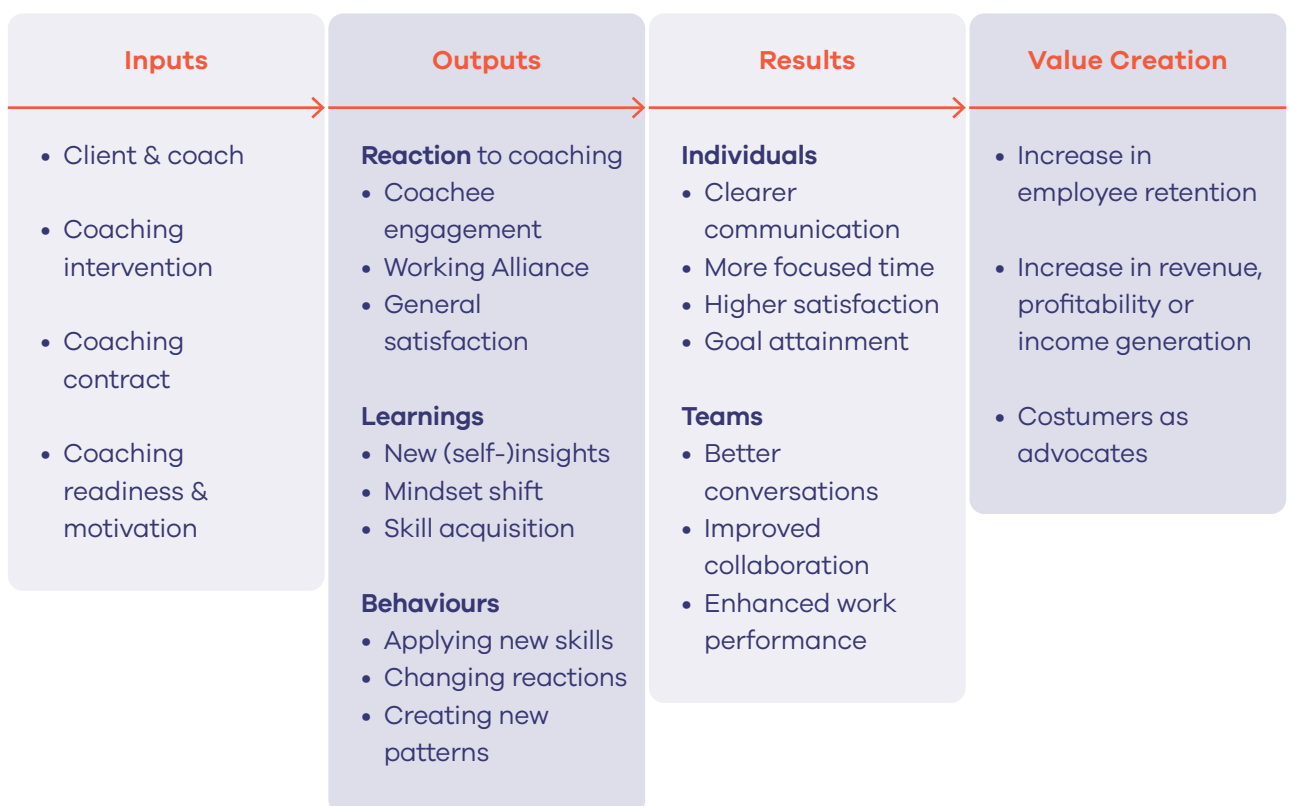 Inputs
• Client & coach
• Coaching
intervention
• Coaching
contract
• Coaching
readiness &
motivation
Outputs
Reaction to coaching
• Coachee
engagement
• Working Alliance
• General
satisfaction
Learnings
• New (self-)insights
• Mindset shift
• Skill acquisition
Behaviours
• Applying new skills
• Changing reactions
• Creating new
patterns
Results
Individuals
• Clearer
communication
• More focused time
• Higher satisfaction
• Goal attainment
Teams
• Better
conversations
• Improved
collaboration
• Enhanced work
performance
Value Creation
• Increase in
employee retention
• Increase in revenue,
profitability or
income generation
• Costumers as
advocates